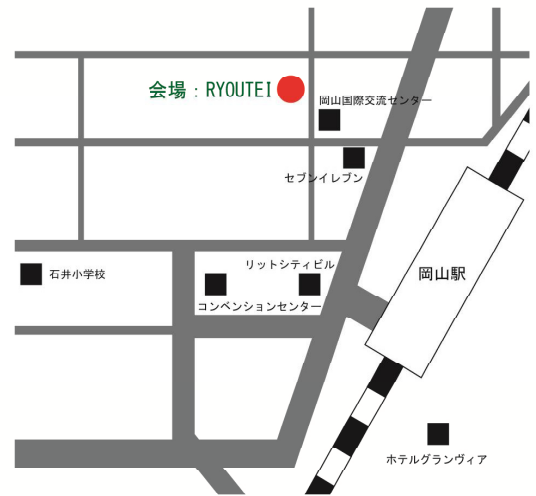 会場：RYOUTEI
岡山国際交流センター
セブンイレブン
リットシティビル
岡山駅
石井小学校
コンベンションセンター
ホテルグランヴィア